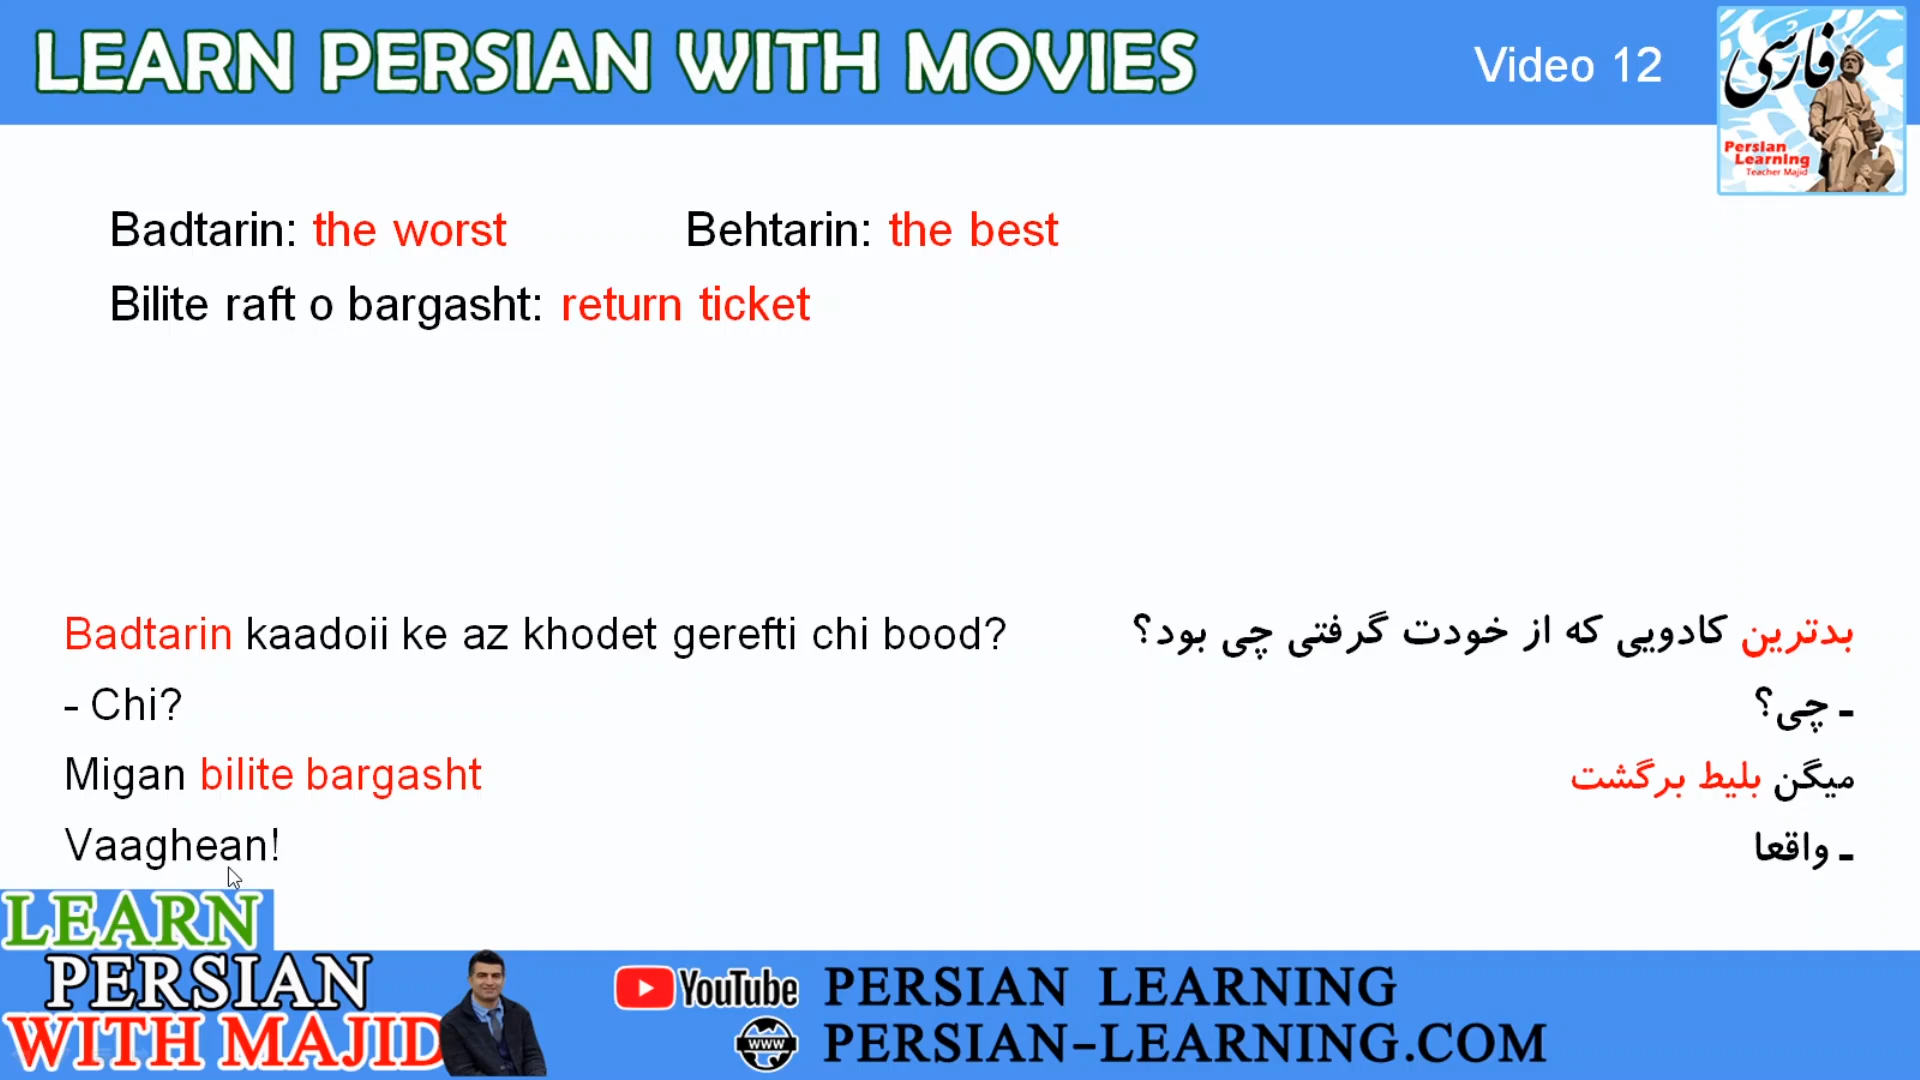 LEARN PERSIAN WITH MOVIES
Video 12
فارسی
Persian
Learning
Teacher Majid
Badtarin: the worst Behtarin: the best
Bilite raft o bargasht: return ticket
Badtarin kaadoii ke az khodet gerefti chi bood?
بدترین کادویی که از خودت گرفتی چی بود؟
- Chi?
ـ چی؟
Migan bilite bargasht
میگن بلیط برگشت
Vaaghean!
ـ واقعا
LEARN
PERSIAN
WITH MAJID
YouTube PERSIAN LEARNING
www PERSIAN-LEARNING.COM